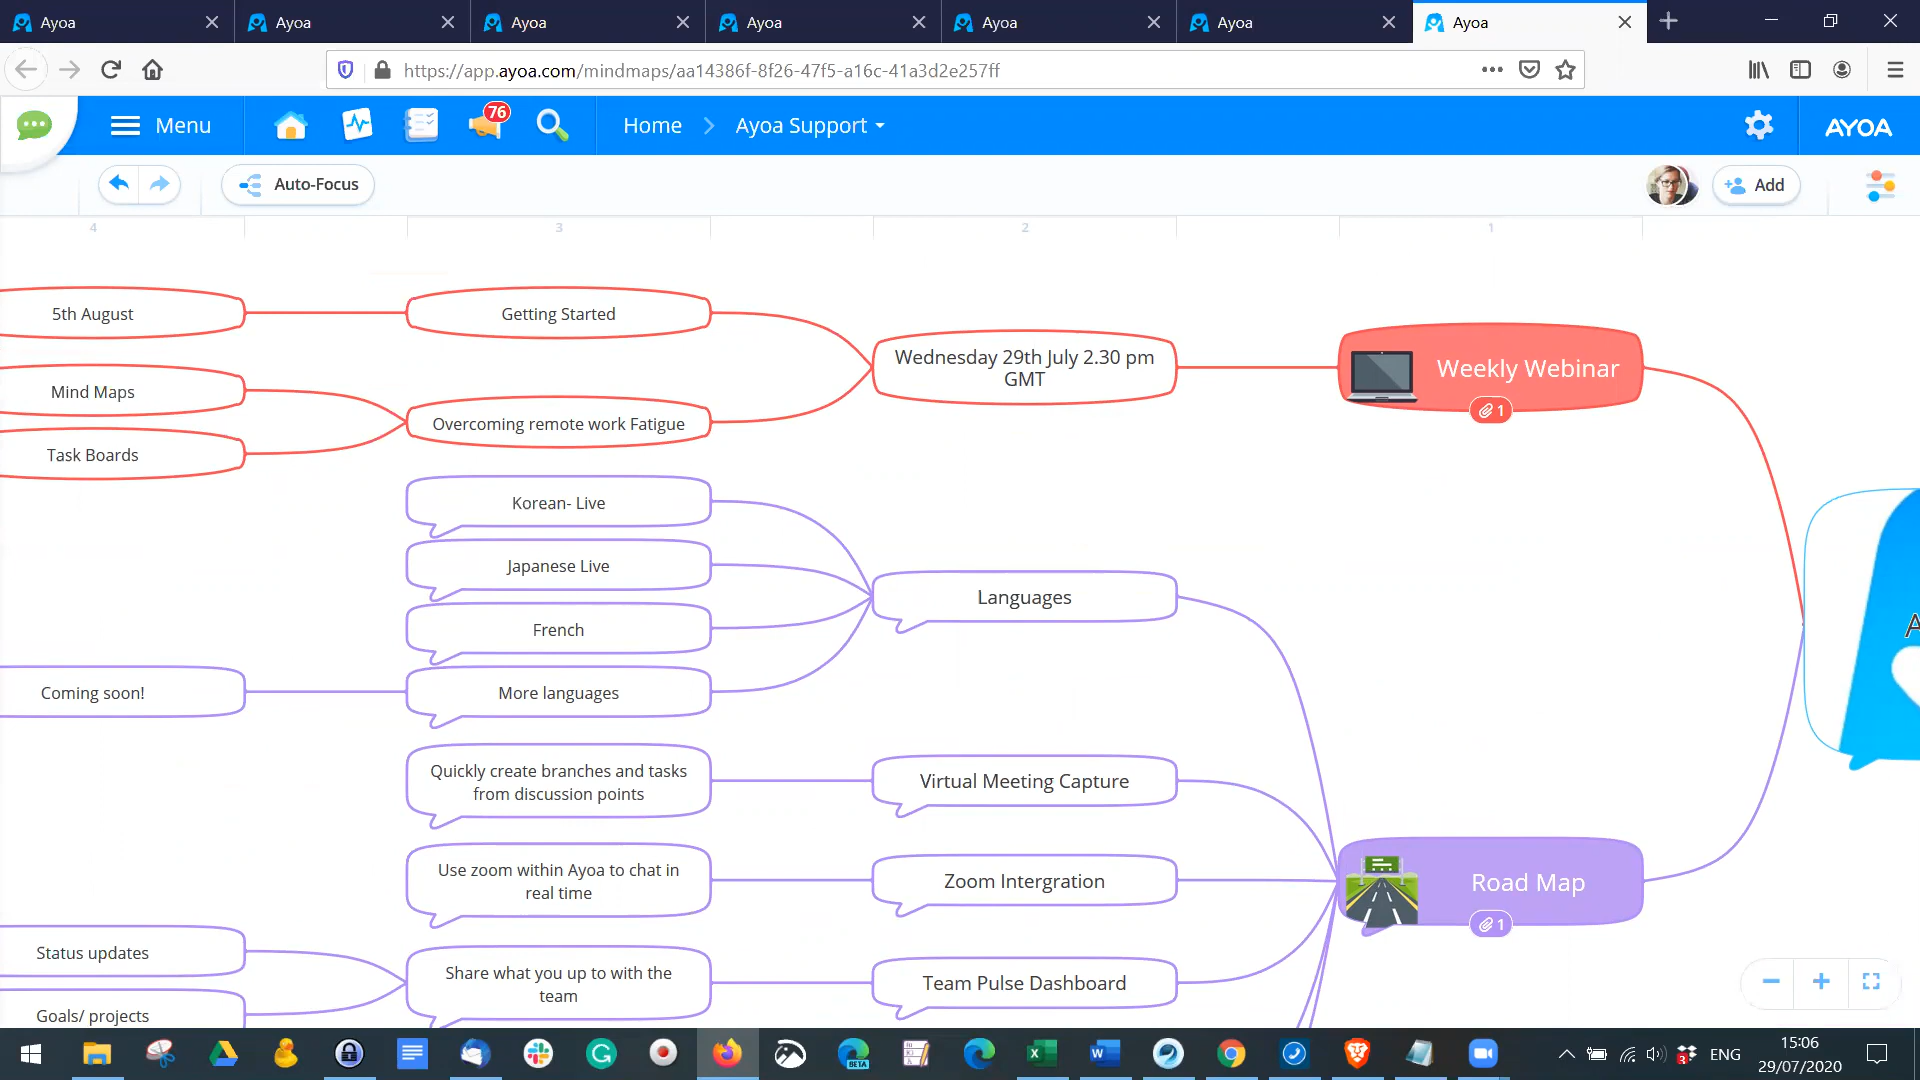 Ayoa
Ayoa
Ayoa
Ayoa
Ayoa
Ayoa
Ayoa
https://app.ayoa.com/mindmaps/aa14386f-8f26-47f5-a16c-41a3d2e257ff
Menu
76
Home
Ayoa Support
AYOA
Auto-Focus
Add
4
3
2
1
5th August
Getting Started
Wednesday 29th July 2.30 pm
GMT
Weekly Webinar
1
Mind Maps
Overcoming remote work Fatigue
Task Boards
Korean- Live
Japanese Live
Languages
French
Coming soon!
More languages
Quickly create branches and tasks
from discussion points
Virtual Meeting Capture
Use zoom within Ayoa to chat in
real time
Zoom Intergration
Road Map
1
Status updates
Share what you up to with the
team
Team Pulse Dashboard
Goals/ projects
BETA
3
ENG
15:06
29/07/2020